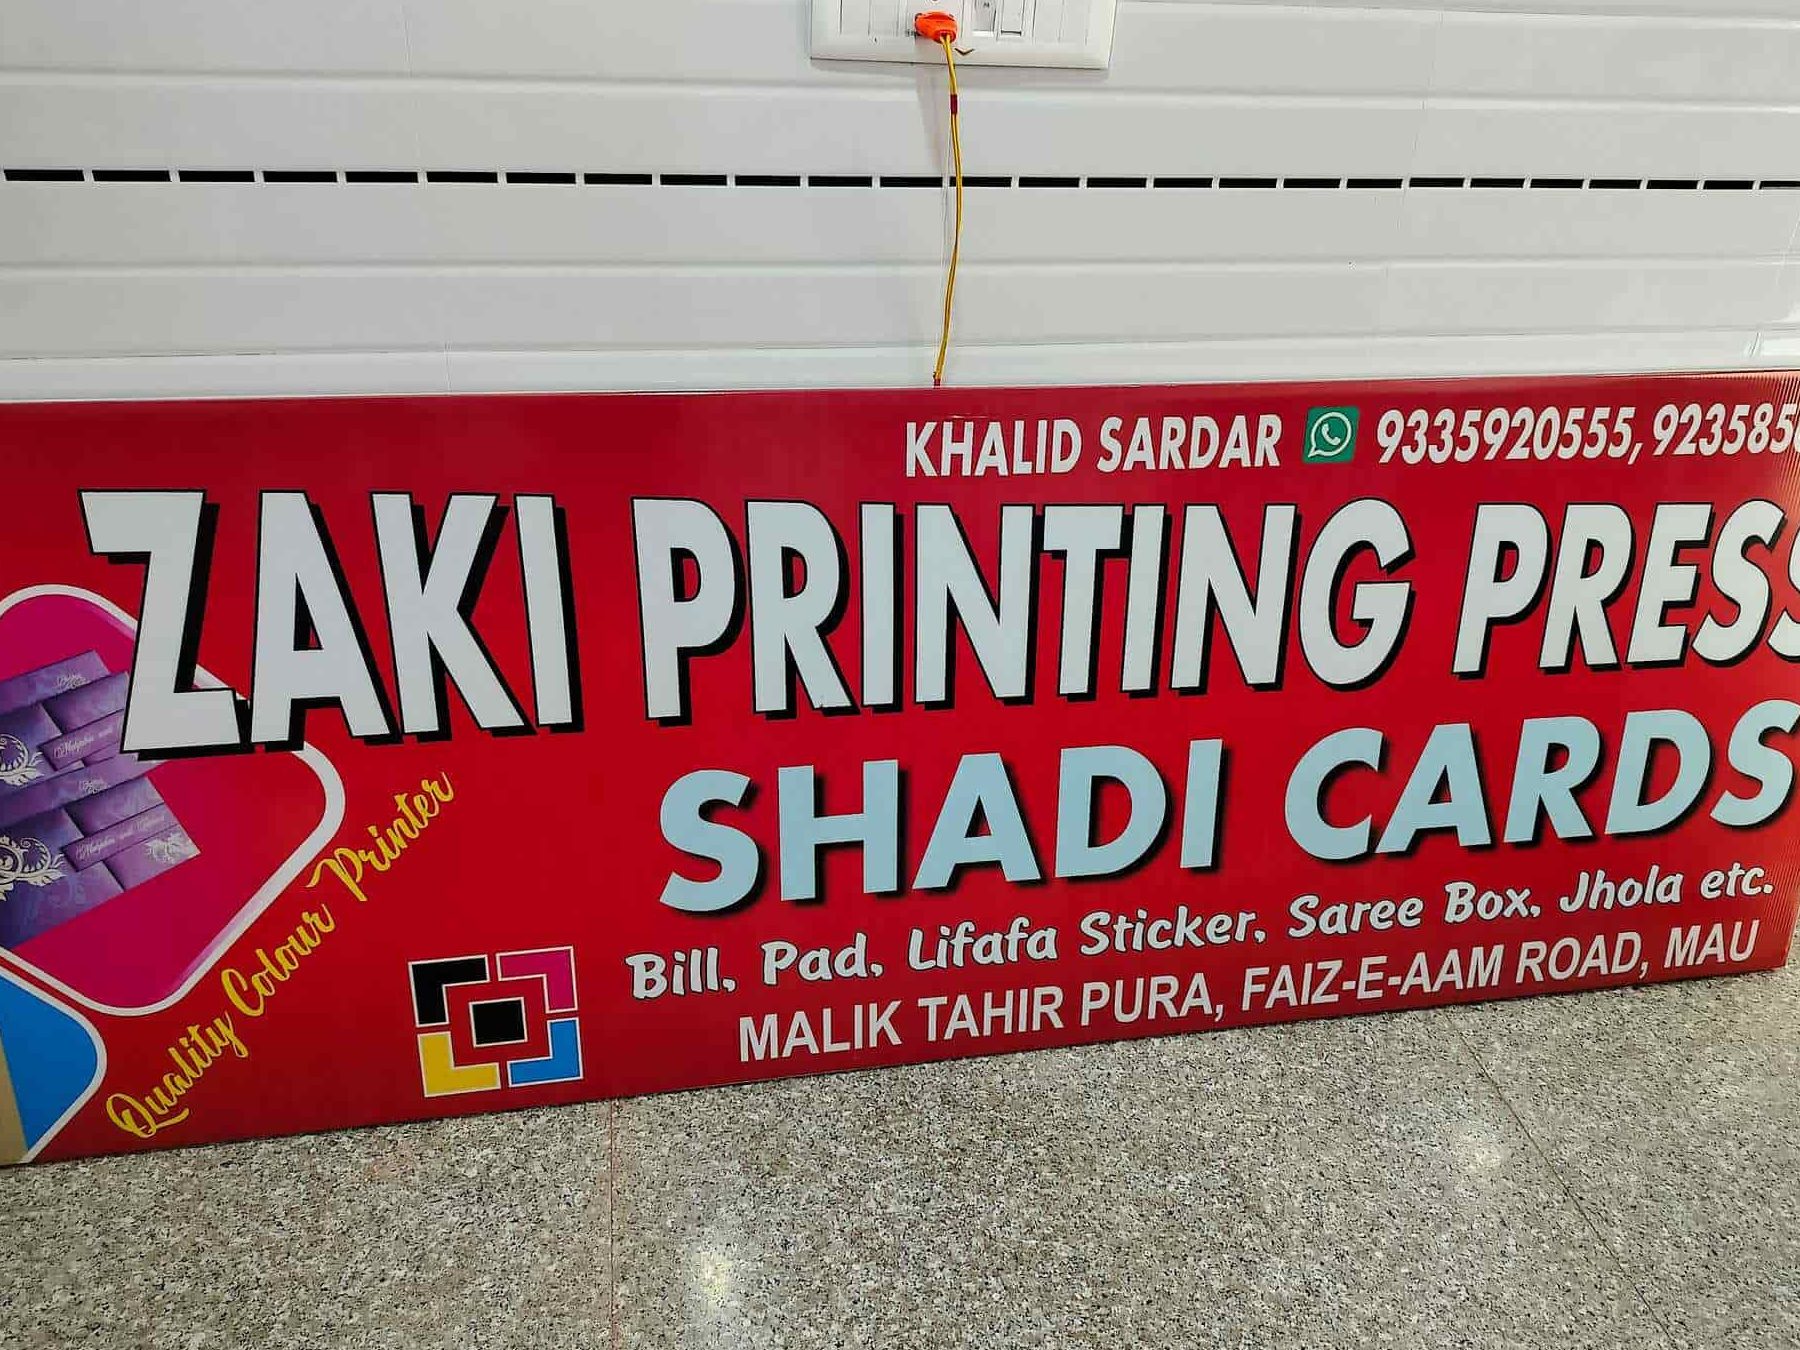 KHALID SARDAR 9335920555, 923585
ZAKI PRINTING PRESS
SHADI CARDS
Quality Colour Printer
Bill, Pad, Lifafa Sticker, Saree Box, Jhola etc.
MALIK TAHIR PURA, FAIZ-E-AAM ROAD, MAU